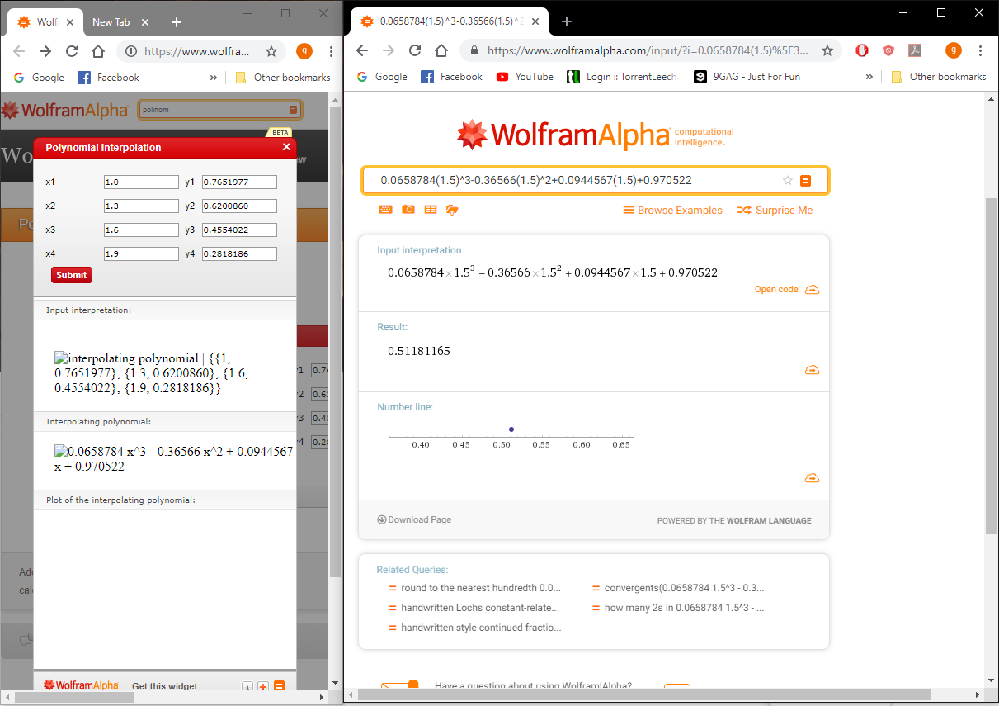 Wolf
New Tab
https://www.wolfra...
g
Google
Facebook
»
Other bookmarks
WolframAlpha
polinom
Wo
BETA
Polynomial Interpolation
x1 1.0 y1 0.7651977
x2 1.3 y2 0.6200860
x3 1.6 y3 0.4554022
x4 1.9 y4 0.2818186
Submit
Input interpretation:
interpolating polynomial | {{1,
0.7651977}, {1.3, 0.6200860}, {1.6,
0.4554022}, {1.9, 0.2818186}}
Interpolating polynomial:
0.0658784 x^3 - 0.36566 x^2 + 0.0944567
x + 0.970522
Plot of the interpolating polynomial:
WolframAlpha Get this widget
0.0658784(1.5)^3-0.36566(1.5)^2
https://www.wolframalpha.com/input/?i=0.0658784(1.5)%5E3...
g
Google
Facebook
YouTube
Login :: TorrentLeech
9GAG - Just For Fun
»
Other bookmarks
WolframAlpha computational
intelligence.
0.0658784(1.5)^3-0.36566(1.5)^2+0.0944567(1.5)+0.970522
Browse Examples
Surprise Me
Input interpretation:
0.0658784×1.5³ − 0.36566×1.5² + 0.0944567×1.5 + 0.970522
Open code
Result:
0.51181165
Number line:
0.40 0.45 0.50 0.55 0.60 0.65
Download Page
POWERED BY THE WOLFRAM LANGUAGE
Related Queries:
= round to the nearest hundredth 0.0...
= convergents(0.0658784 1.5^3 - 0.3...
= handwritten Lochs constant-relate...
= how many 2s in 0.0658784 1.5^3 - ...
= handwritten style continued fractio...
Have a question about using Wolfram|Alpha?